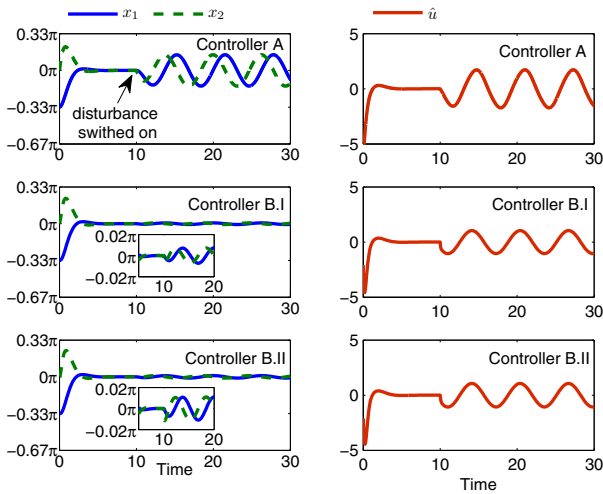 x₁ x₂
û
0.33π
0π
−0.33π
−0.67π
0 10 20 30
Controller A
disturbance
swithed on
5
0
−5
0 10 20 30
Controller A
0.33π
0π
−0.33π
−0.67π
0 10 20 30
Controller B.I
0.02π
0π
−0.02π
10 20
5
0
−5
0 10 20 30
Controller B.I
0.33π
0π
−0.33π
−0.67π
0 10 20 30
Controller B.II
0.02π
0π
−0.02π
10 20
Time
5
0
−5
0 10 20 30
Controller B.II
Time